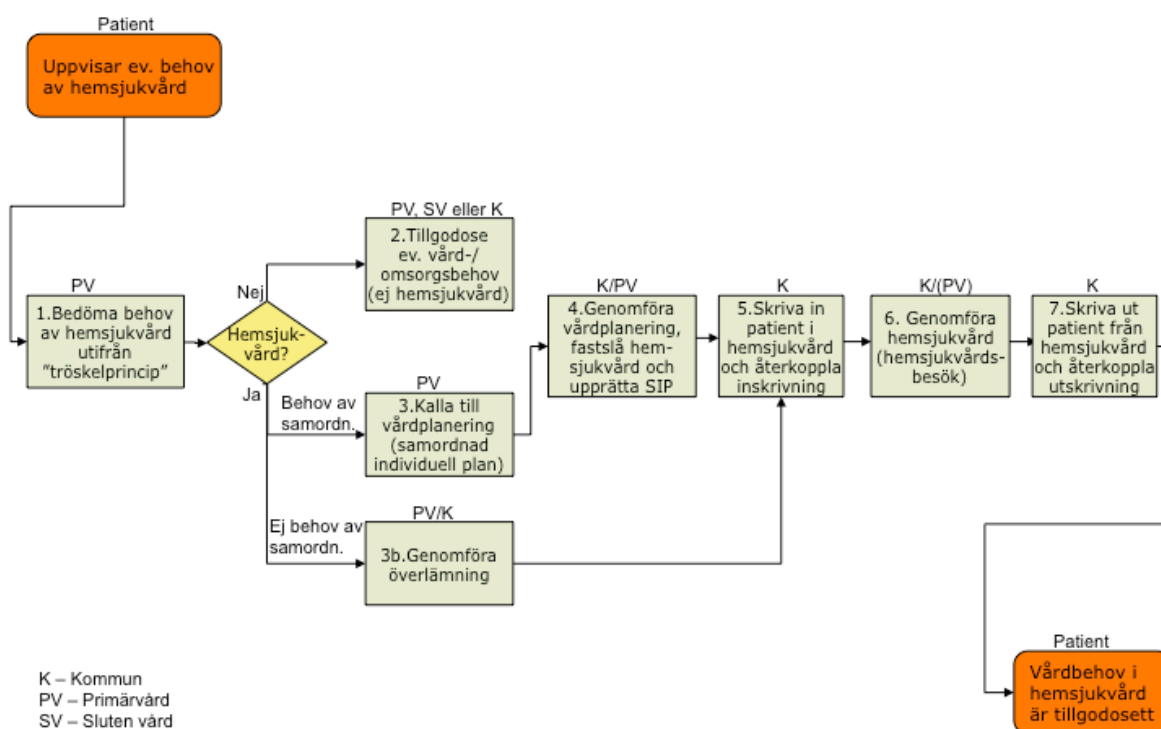 Patient
Uppvisar ev. behov
av hemsjukvård
PV
1.Bedöma behov
av hemsjukvård
utifrån
"tröskelprincip"
Hemsjuk-
vård?
Nej
Ja
PV, SV eller K
2.Tillgodose
ev. vård-/
omsorgsbehov
(ej hemsjukvård)
Behov av
samordn.
PV
3.Kalla till
vårdplanering
(samordnad
individuell plan)
Ej behov av
samordn.
PV/K
3b.Genomföra
överlämning
K/PV
4.Genomföra
vårdplanering,
fastslå hem-
sjukvård och
upprätta SIP
K
5.Skriva in
patient i
hemsjukvård
och återkoppla
inskrivning
K/(PV)
6. Genomföra
hemsjukvård
(hemsjukvårds-
besök)
K
7.Skriva ut
patient från
hemsjukvård
och återkoppla
utskrivning
Patient
Vårdbehov i
hemsjukvård
är tillgodosett
K – Kommun
PV – Primärvård
SV – Sluten vård